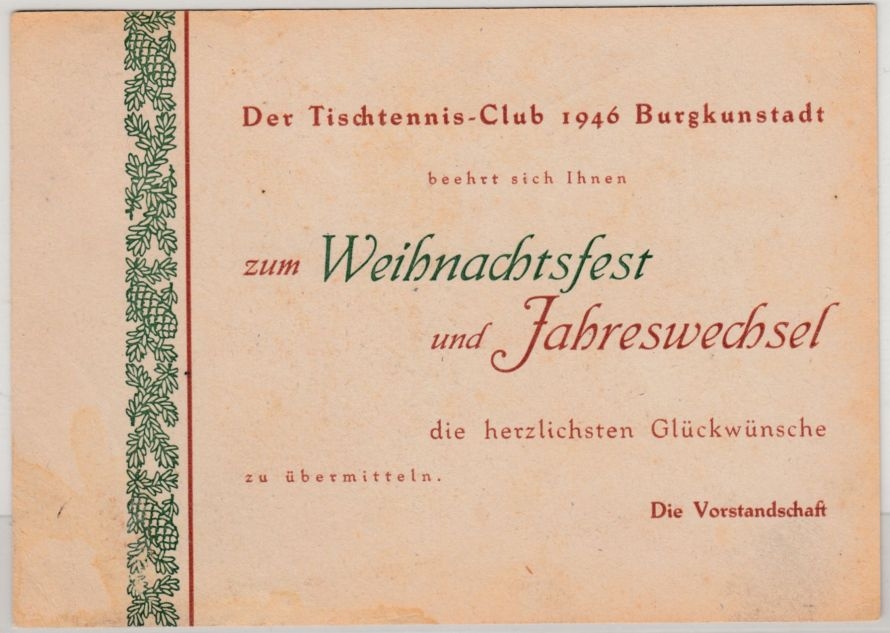 Der Tischtennis-Club 1946 Burgkunstadt
beehrt sich Ihnen
zum Weihnachtsfest
und Jahreswechsel
die herzlichsten Glückwünsche
zu übermitteln.
Die Vorstandschaft